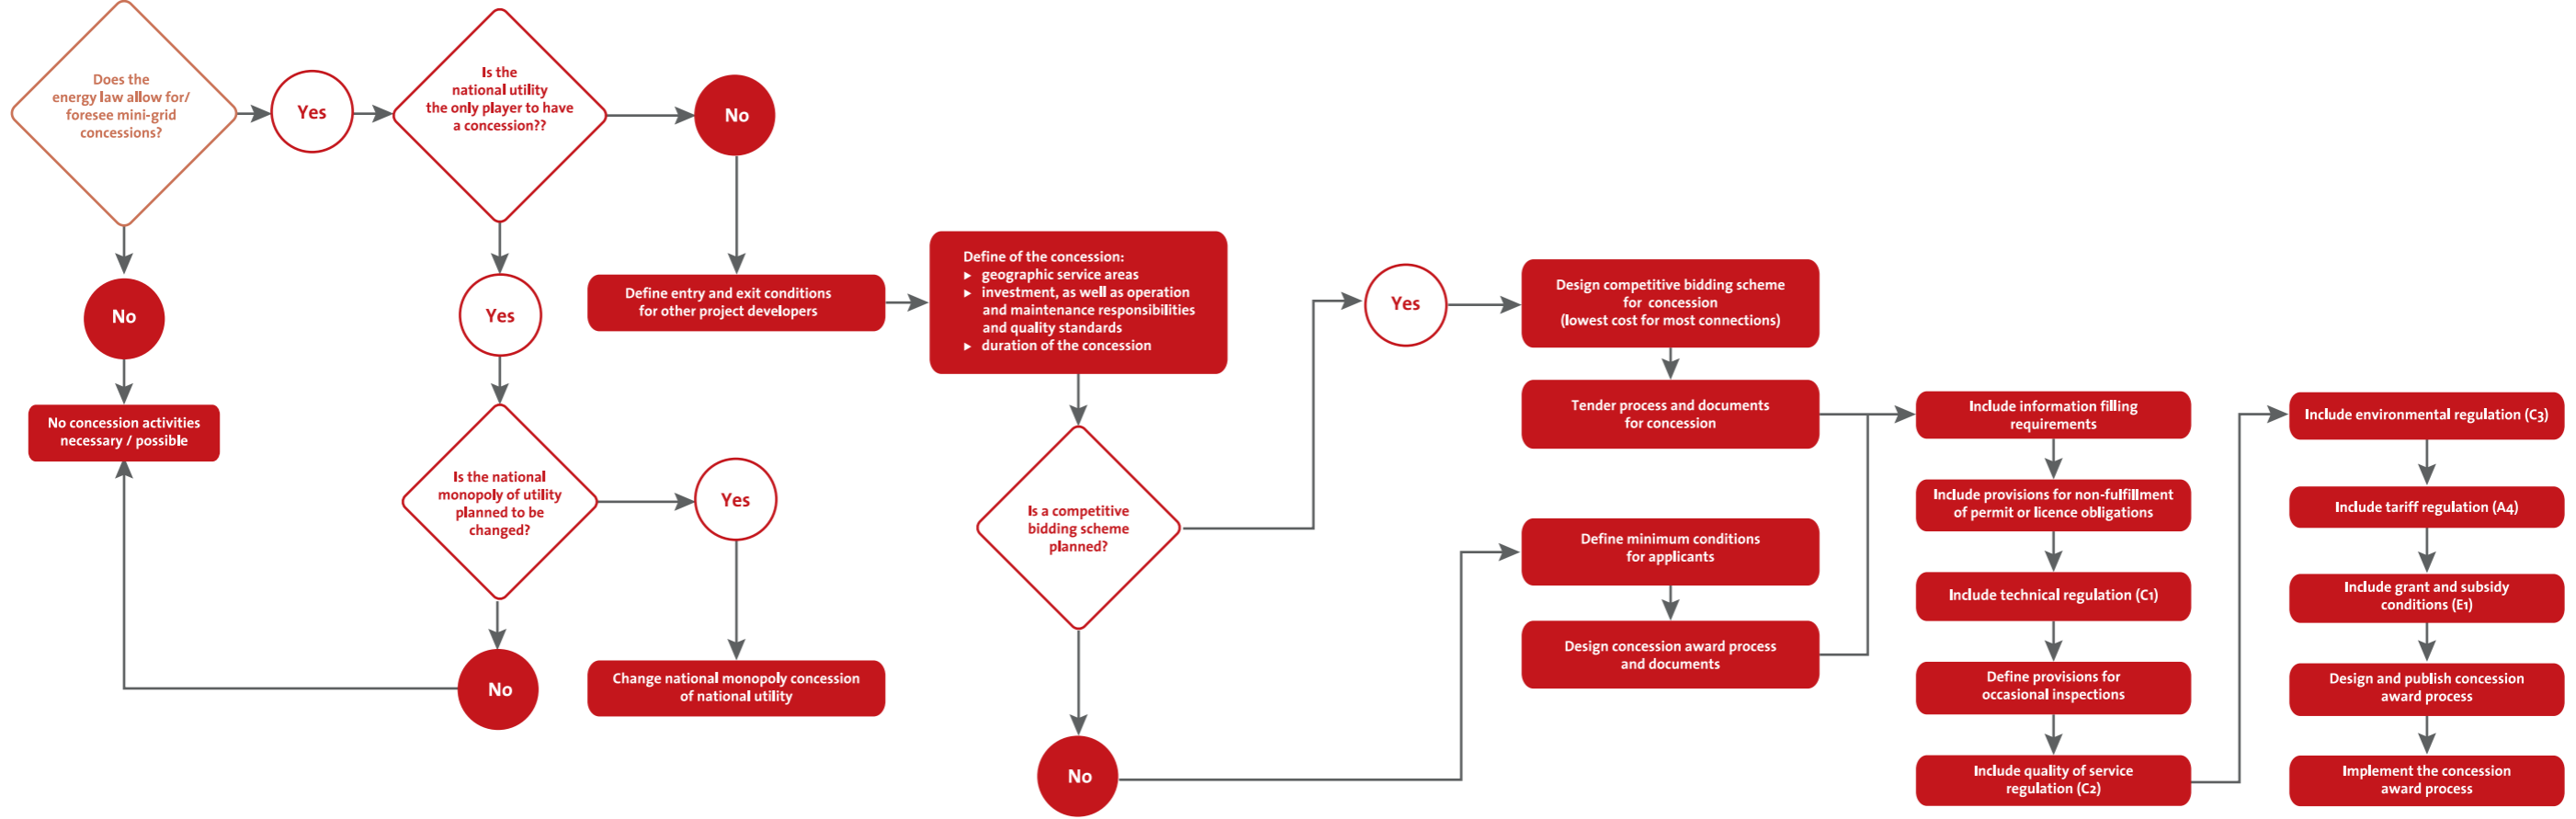 Does the
energy law allow for/
foresee mini-grid
concessions?
Yes
Is the
national utility
the only player to have
a concession??
No
No
No concession activities
necessary / possible
Yes
Is the national
monopoly of utility
planned to be
changed?
Yes
No
Change national monopoly concession
of national utility
Define entry and exit conditions
for other project developers
Define of the concession:
▶ geographic service areas
▶ investment, as well as operation
and maintenance responsibilities
and quality standards
▶ duration of the concession
Is a competitive
bidding scheme
planned?
Yes
No
Design competitive bidding scheme
for concession
(lowest cost for most connections)
Tender process and documents
for concession
Define minimum conditions
for applicants
Design concession award process
and documents
Include information filling
requirements
Include provisions for non-fulfillment
of permit or licence obligations
Include technical regulation (C1)
Define provisions for
occasional inspections
Include quality of service
regulation (C2)
Include environmental regulation (C3)
Include tariff regulation (A4)
Include grant and subsidy
conditions (E1)
Design and publish concession
award process
Implement the concession
award process